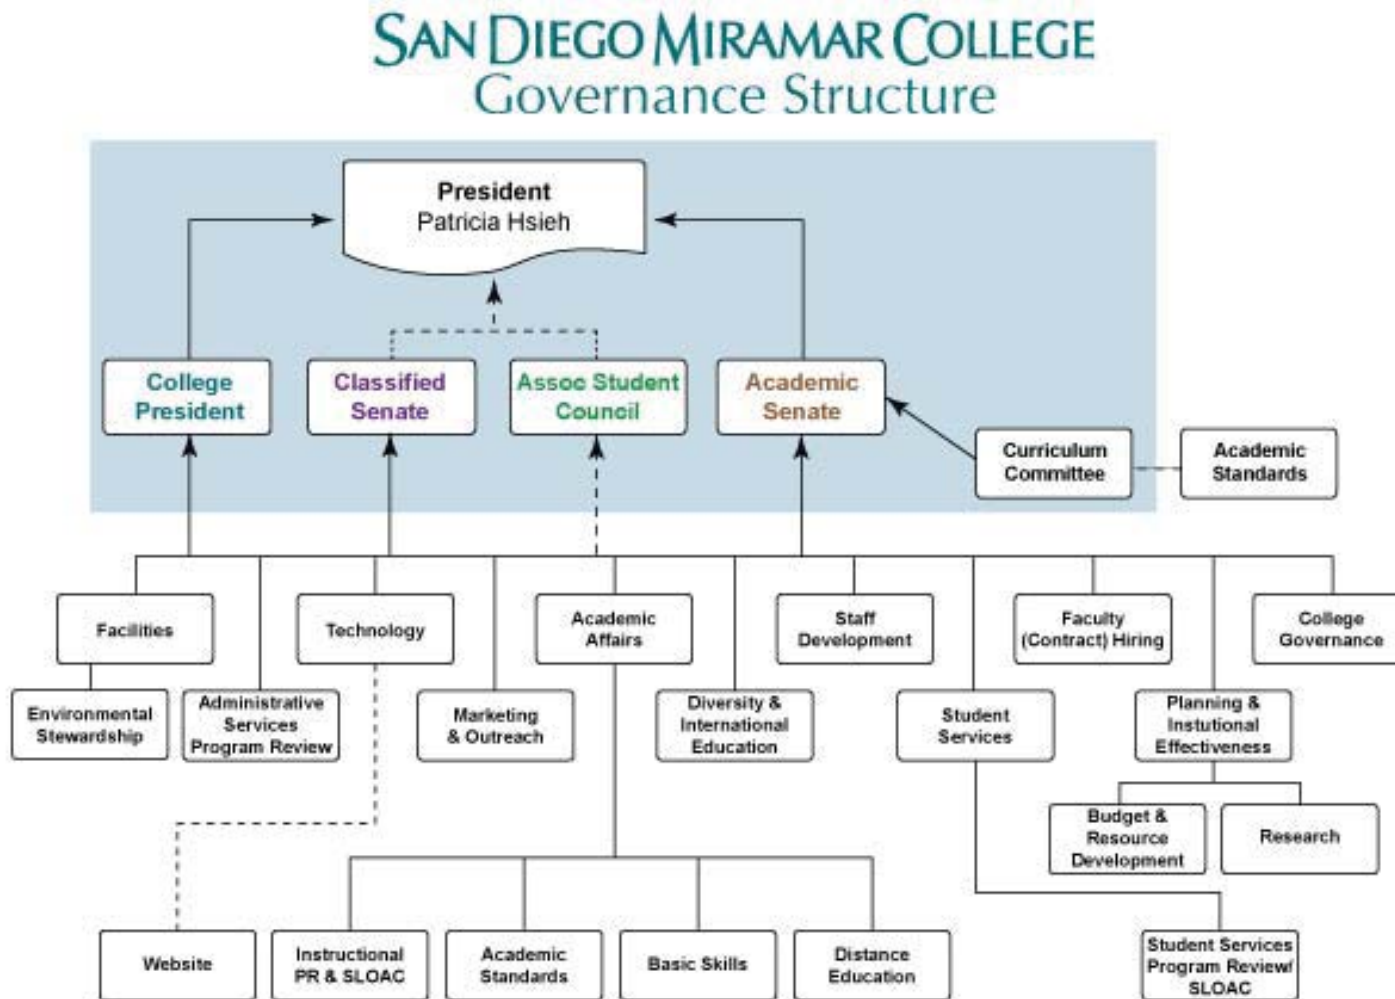 SAN DIEGO MIRAMAR COLLEGE
Governance Structure
President
Patricia Hsieh
College
President
Classified
Senate
Assoc Student
Council
Academic
Senate
Curriculum
Committee
Academic
Standards
Facilities
Technology
Academic
Affairs
Staff
Development
Faculty
(Contract) Hiring
College
Governance
Environmental
Stewardship
Administrative
Services
Program Review
Marketing
& Outreach
Diversity &
International
Education
Student
Services
Planning &
Instutional
Effectiveness
Budget &
Resource
Development
Research
Website
Instructional
PR & SLOAC
Academic
Standards
Basic Skills
Distance
Education
Student Services
Program Review/
SLOAC